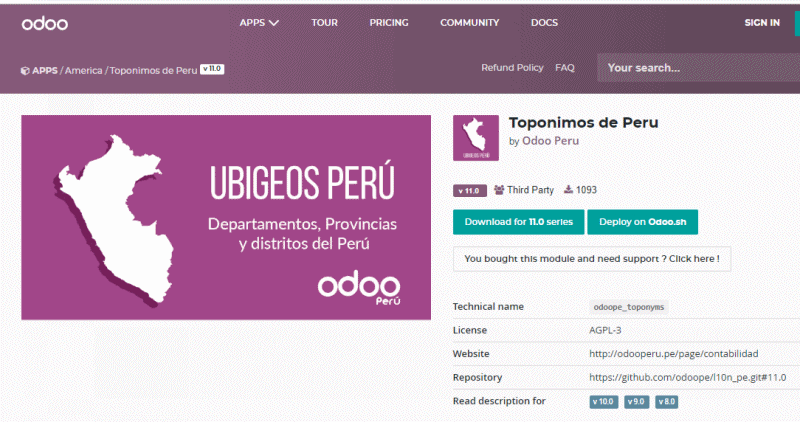 odoo APPS TOUR PRICING COMMUNITY DOCS SIGN IN
APPS / America / Toponimos de Peru v 11.0 Refund Policy FAQ Your search...
UBIGEOS PERÚ
Departamentos, Provincias
y distritos del Perú
odoo
Perú
UBIGEOS PERÚ
Toponimos de Peru
by Odoo Peru
v 11.0 Third Party 1093
Download for 11.0 series Deploy on Odoo.sh
You bought this module and need support ? Click here !
Technical name odoope_toponyms
License AGPL-3
Website http://odooperu.pe/page/contabilidad
Repository https://github.com/odoope/l10n_pe.git#11.0
Read description for v 10.0 v 9.0 v 8.0